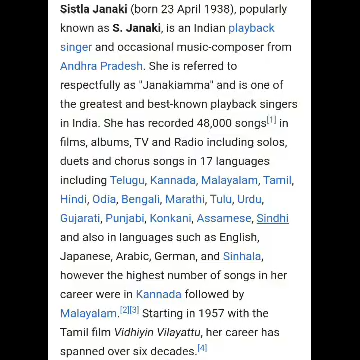 Sistla Janaki (born 23 April 1938), popularly
known as S. Janaki, is an Indian playback
singer and occasional music-composer from
Andhra Pradesh. She is referred to
respectfully as "Janakiamma" and is one of
the greatest and best-known playback singers
in India. She has recorded 48,000 songs[1] in
films, albums, TV and Radio including solos,
duets and chorus songs in 17 languages
including Telugu, Kannada, Malayalam, Tamil,
Hindi, Odia, Bengali, Marathi, Tulu, Urdu,
Gujarati, Punjabi, Konkani, Assamese, Sindhi
and also in languages such as English,
Japanese, Arabic, German, and Sinhala,
however the highest number of songs in her
career were in Kannada followed by
Malayalam.[2][3] Starting in 1957 with the
Tamil film Vidhiyin Vilayattu, her career has
spanned over six decades.[4]